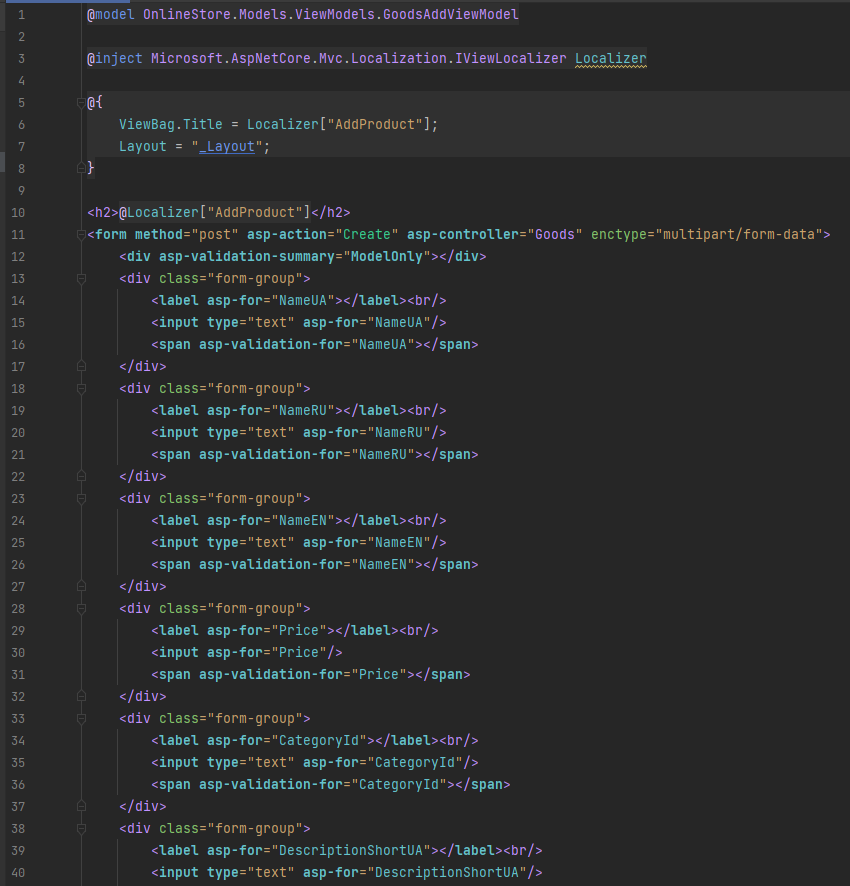 1 @model OnlineStore.Models.ViewModels.GoodsAddViewModel
2
3 @inject Microsoft.AspNetCore.Mvc.Localization.IViewLocalizer Localizer
4
5 @{
6     ViewBag.Title = Localizer["AddProduct"];
7     Layout = "_Layout";
8 }
9
10 <h2>@Localizer["AddProduct"]</h2>
11 <form method="post" asp-action="Create" asp-controller="Goods" enctype="multipart/form-data">
12     <div asp-validation-summary="ModelOnly"></div>
13     <div class="form-group">
14         <label asp-for="NameUA"></label><br/>
15         <input type="text" asp-for="NameUA"/>
16         <span asp-validation-for="NameUA"></span>
17     </div>
18     <div class="form-group">
19         <label asp-for="NameRU"></label><br/>
20         <input type="text" asp-for="NameRU"/>
21         <span asp-validation-for="NameRU"></span>
22     </div>
23     <div class="form-group">
24         <label asp-for="NameEN"></label><br/>
25         <input type="text" asp-for="NameEN"/>
26         <span asp-validation-for="NameEN"></span>
27     </div>
28     <div class="form-group">
29         <label asp-for="Price"></label><br/>
30         <input asp-for="Price"/>
31         <span asp-validation-for="Price"></span>
32     </div>
33     <div class="form-group">
34         <label asp-for="CategoryId"></label><br/>
35         <input type="text" asp-for="CategoryId"/>
36         <span asp-validation-for="CategoryId"></span>
37     </div>
38     <div class="form-group">
39         <label asp-for="DescriptionShortUA"></label><br/>
40         <input type="text" asp-for="DescriptionShortUA"/>